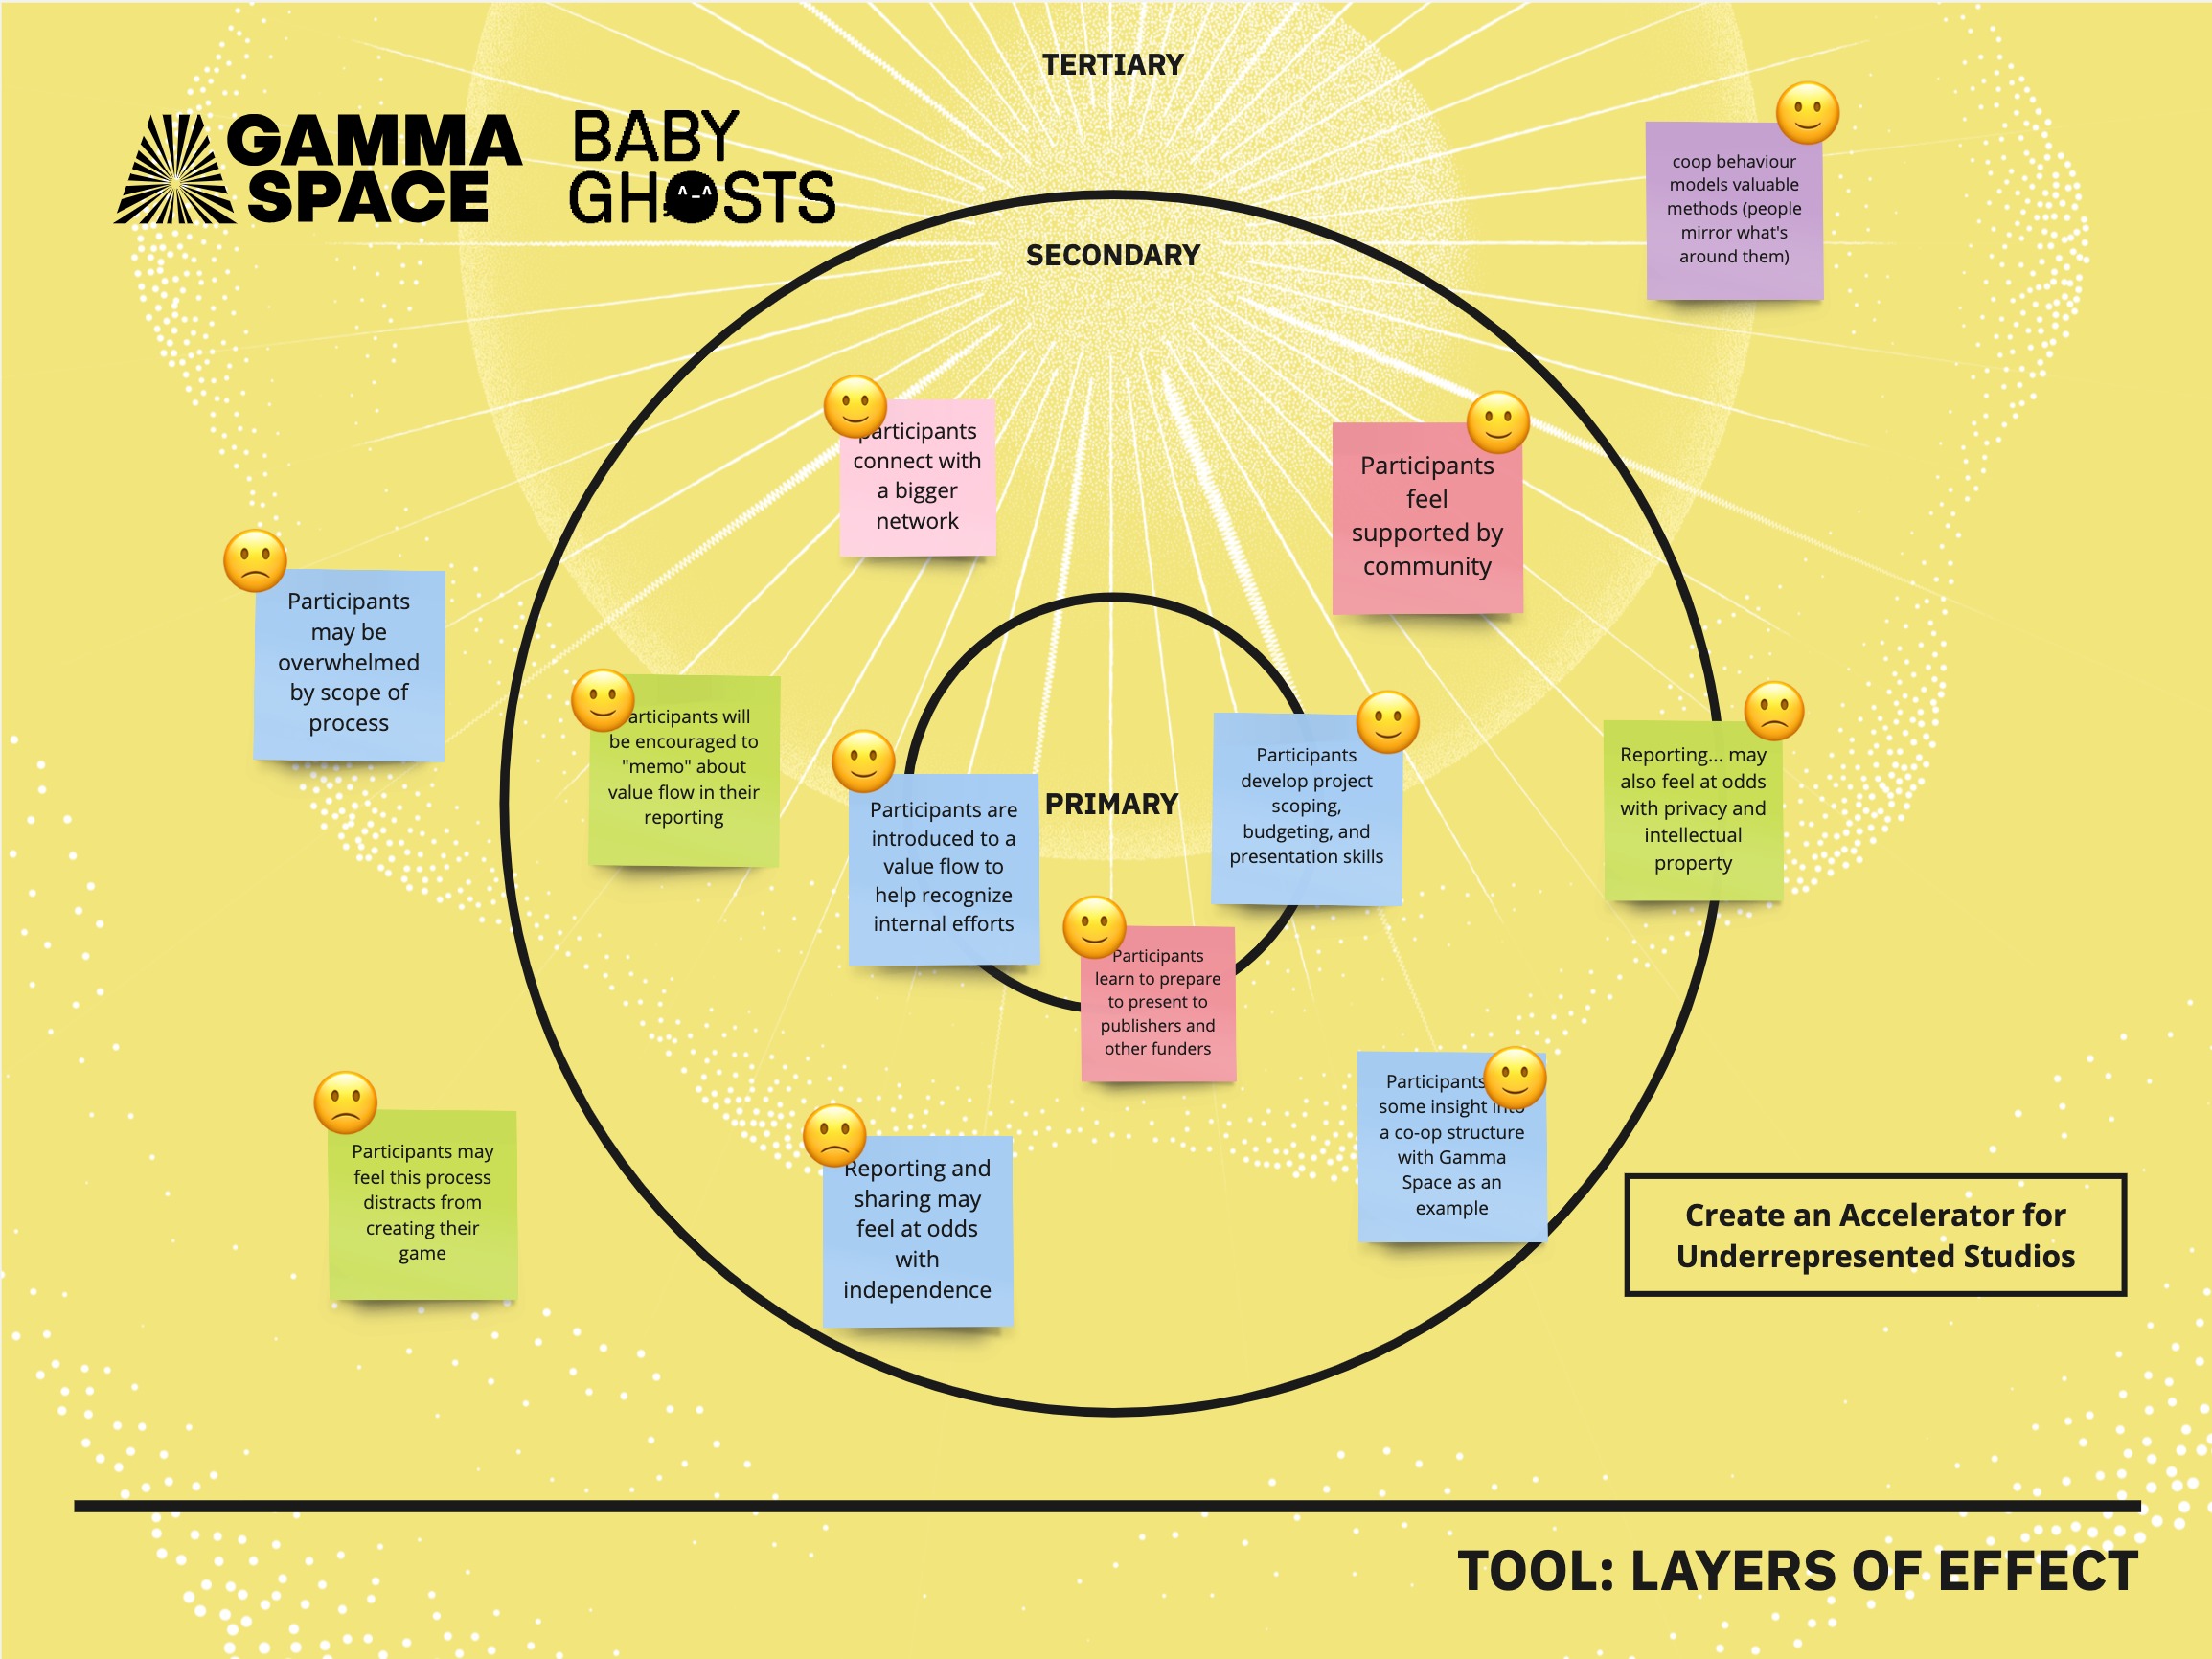 TERTIARY
GAMMA
SPACE
BABY
GHOSTS
coop behaviour
models valuable
methods (people
mirror what's
around them)
SECONDARY
participants
connect with
a bigger
network
Participants
feel
supported by
community
Participants
may be
overwhelmed
by scope of
process
articipants will
be encouraged to
"memo" about
value flow in their
reporting
PRIMARY
Participants are
introduced to a
value flow to
help recognize
internal efforts
Participants
develop project
scoping,
budgeting, and
presentation skills
Reporting... may
also feel at odds
with privacy and
intellectual
property
Participants
learn to prepare
to present to
publishers and
other funders
Participants
some insight into
a co-op structure
with Gamma
Space as an
example
Participants may
feel this process
distracts from
creating their
game
Reporting and
sharing may
feel at odds
with
independence
Create an Accelerator for
Underrepresented Studios
TOOL: LAYERS OF EFFECT